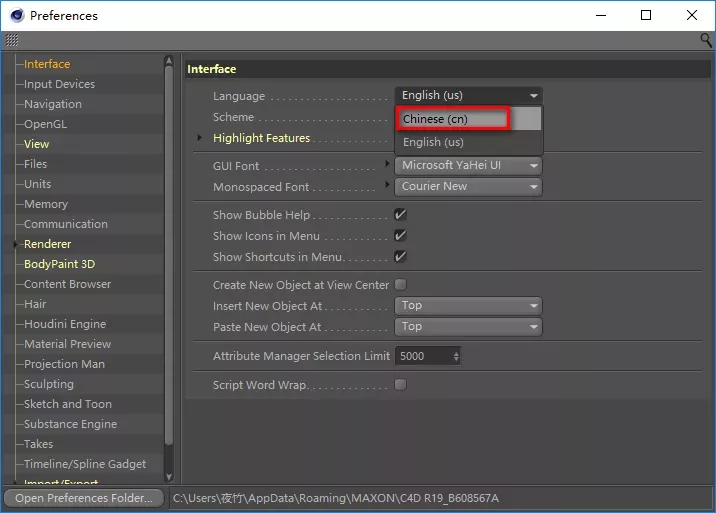 Preferences
Interface
Input Devices
Navigation
OpenGL
View
Files
Units
Memory
Communication
Renderer
BodyPaint 3D
Content Browser
Hair
Houdini Engine
Material Preview
Projection Man
Sculpting
Sketch and Toon
Substance Engine
Takes
Timeline/Spline Gadget
Import/Export
Interface
Language . . . . . . . . . . . . . . English (us)
Chinese (cn)
English (us)
Scheme
Highlight Features
GUI Font . . . . . . . . . . . Microsoft YaHei UI
Monospaced Font . . . . . . Courier New
Show Bubble Help . . . . . . . . .
Show Icons in Menu . . . . . . . .
Show Shortcuts in Menu. . . . .
Create New Object at View Center
Insert New Object At . . . . . . . Top
Paste New Object At . . . . . . . Top
Attribute Manager Selection Limit 5000
Script Word Wrap. . . . . . . . . .
Open Preferences Folder... C:\Users\夜竹\AppData\Roaming\MAXON\C4D R19_B608567A